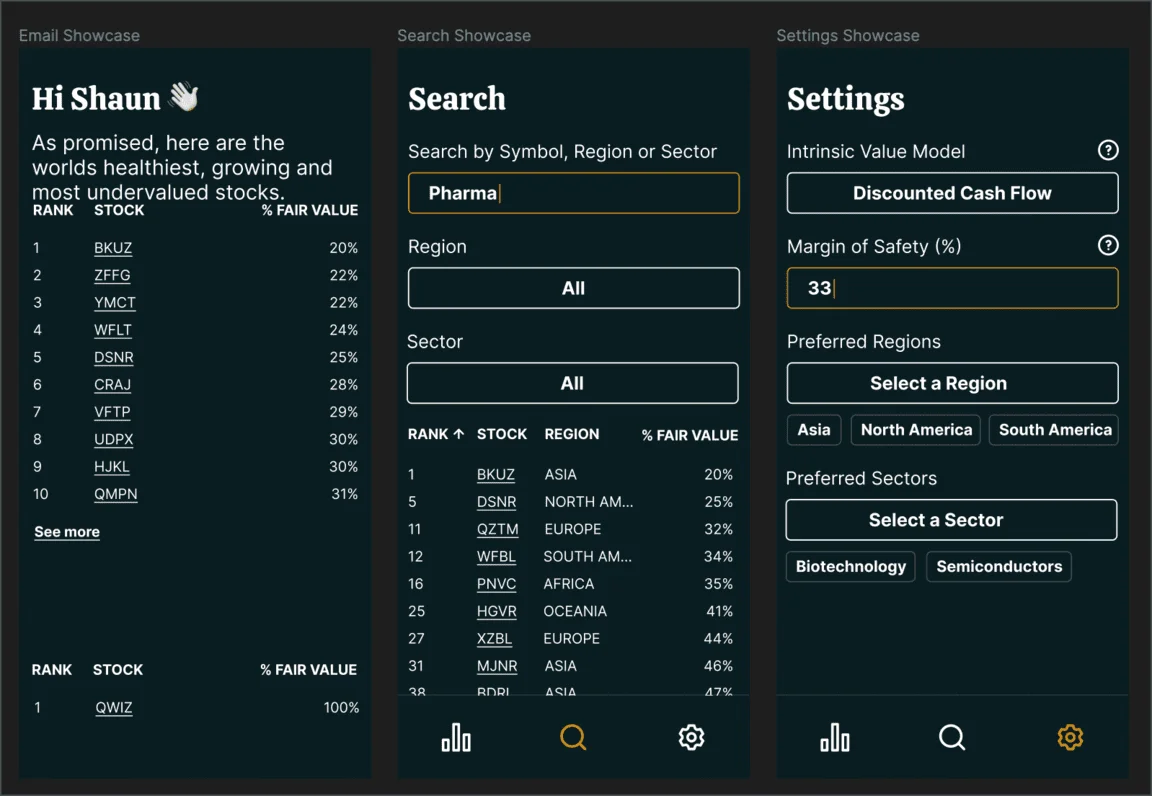 Email Showcase
Hi Shaun 👋
As promised, here are the
worlds healthiest, growing and
most undervalued stocks.
RANK STOCK % FAIR VALUE
1 BKUZ 20%
2 ZFFG 22%
3 YMCT 22%
4 WFLT 24%
5 DSNR 25%
6 CRAJ 28%
7 VFTP 29%
8 UDPX 30%
9 HJKL 30%
10 QMPN 31%
See more
RANK STOCK % FAIR VALUE
1 QWIZ 100%
Search Showcase
Search
Search by Symbol, Region or Sector
Pharma
Region
All
Sector
All
RANK ↑ STOCK REGION % FAIR VALUE
1 BKUZ ASIA 20%
5 DSNR NORTH AM... 25%
11 QZTM EUROPE 32%
12 WFBL SOUTH AM... 34%
16 PNVC AFRICA 35%
25 HGVR OCEANIA 41%
27 XZBL EUROPE 44%
31 MJNR ASIA 46%
38 BDRL ASIA 47%
Settings Showcase
Settings
Intrinsic Value Model ?
Discounted Cash Flow
Margin of Safety (%) ?
33
Preferred Regions
Select a Region
Asia North America South America
Preferred Sectors
Select a Sector
Biotechnology Semiconductors